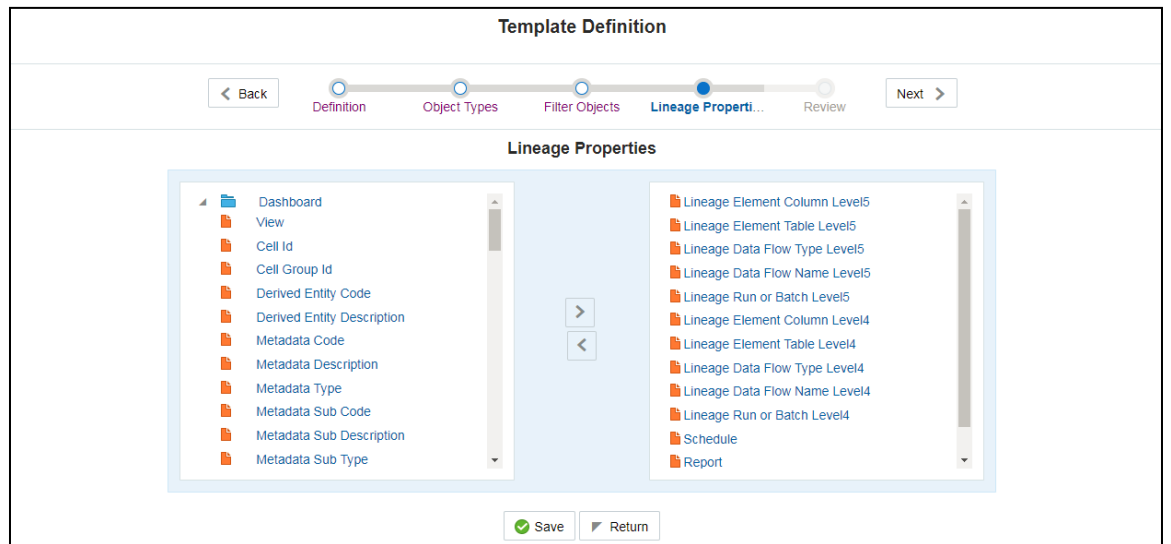 Template Definition
Back
Definition
Object Types
Filter Objects
Lineage Properti...
Review
Next
Lineage Properties
Dashboard
View
Cell Id
Cell Group Id
Derived Entity Code
Derived Entity Description
Metadata Code
Metadata Description
Metadata Type
Metadata Sub Code
Metadata Sub Description
Metadata Sub Type
Lineage Element Column Level5
Lineage Element Table Level5
Lineage Data Flow Type Level5
Lineage Data Flow Name Level5
Lineage Run or Batch Level5
Lineage Element Column Level4
Lineage Element Table Level4
Lineage Data Flow Type Level4
Lineage Data Flow Name Level4
Lineage Run or Batch Level4
Schedule
Report
Save
Return